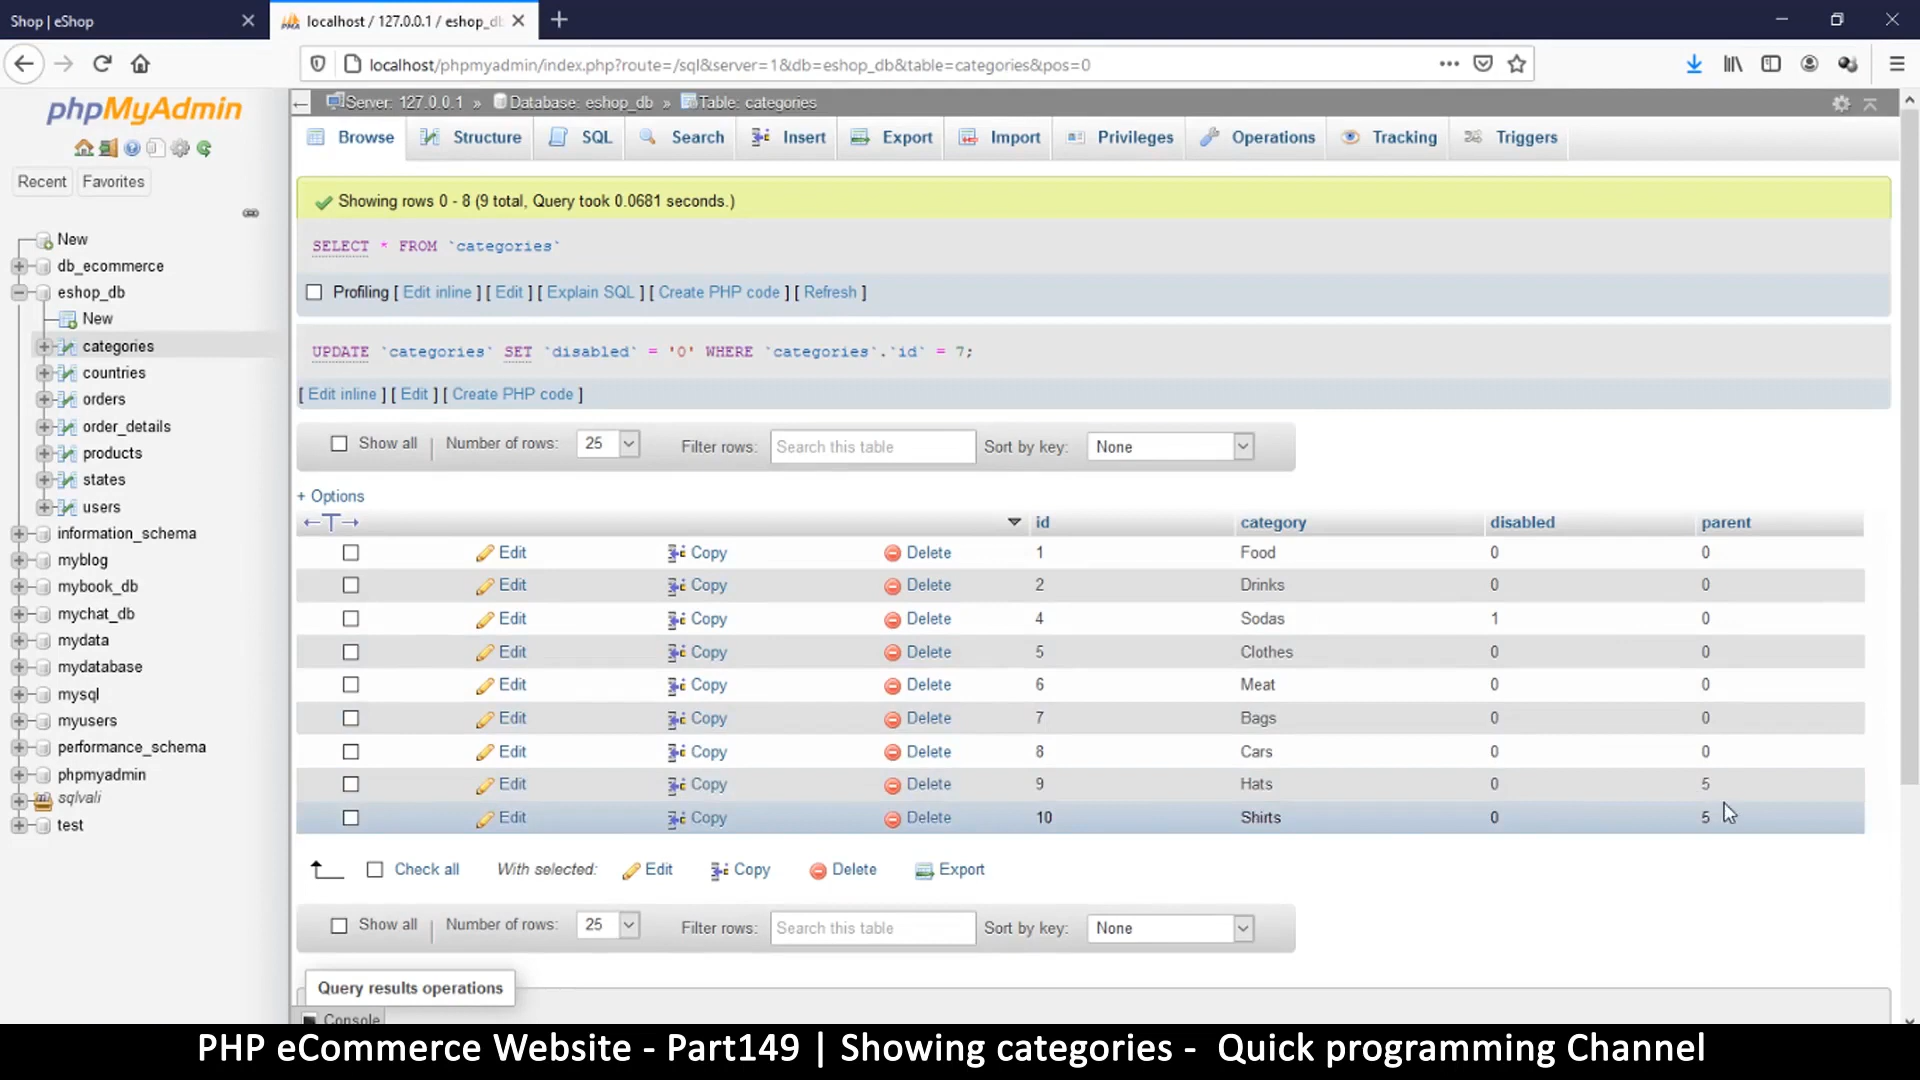 Shop | eShop
localhost / 127.0.0.1 / eshop_db
localhost/phpmyadmin/index.php?route=/sql&server=1&db=eshop_db&table=categories&pos=0
phpMyAdmin
Server: 127.0.0.1 » Database: eshop_db » Table: categories
Browse Structure SQL Search Insert Export Import Privileges Operations Tracking Triggers
Recent Favorites
New
db_ecommerce
eshop_db
New
categories
countries
orders
order_details
products
states
users
information_schema
myblog
mybook_db
mychat_db
mydata
mydatabase
mysql
myusers
performance_schema
phpmyadmin
sqlvali
test
Showing rows 0 - 8 (9 total, Query took 0.0681 seconds.)
SELECT * FROM `categories`
Profiling [ Edit inline ] [ Edit ] [ Explain SQL ] [ Create PHP code ] [ Refresh ]
UPDATE `categories` SET `disabled` = '0' WHERE `categories`.`id` = 7;
[ Edit inline ] [ Edit ] [ Create PHP code ]
Show all | Number of rows: 25 Filter rows: Search this table Sort by key: None
+ Options
←T→ id category disabled parent
Edit Copy Delete 1 Food 0 0
Edit Copy Delete 2 Drinks 0 0
Edit Copy Delete 4 Sodas 1 0
Edit Copy Delete 5 Clothes 0 0
Edit Copy Delete 6 Meat 0 0
Edit Copy Delete 7 Bags 0 0
Edit Copy Delete 8 Cars 0 0
Edit Copy Delete 9 Hats 0 5
Edit Copy Delete 10 Shirts 0 5
Check all With selected: Edit Copy Delete Export
Show all | Number of rows: 25 Filter rows: Search this table Sort by key: None
Query results operations
Console
PHP eCommerce Website - Part149 | Showing categories - Quick programming Channel